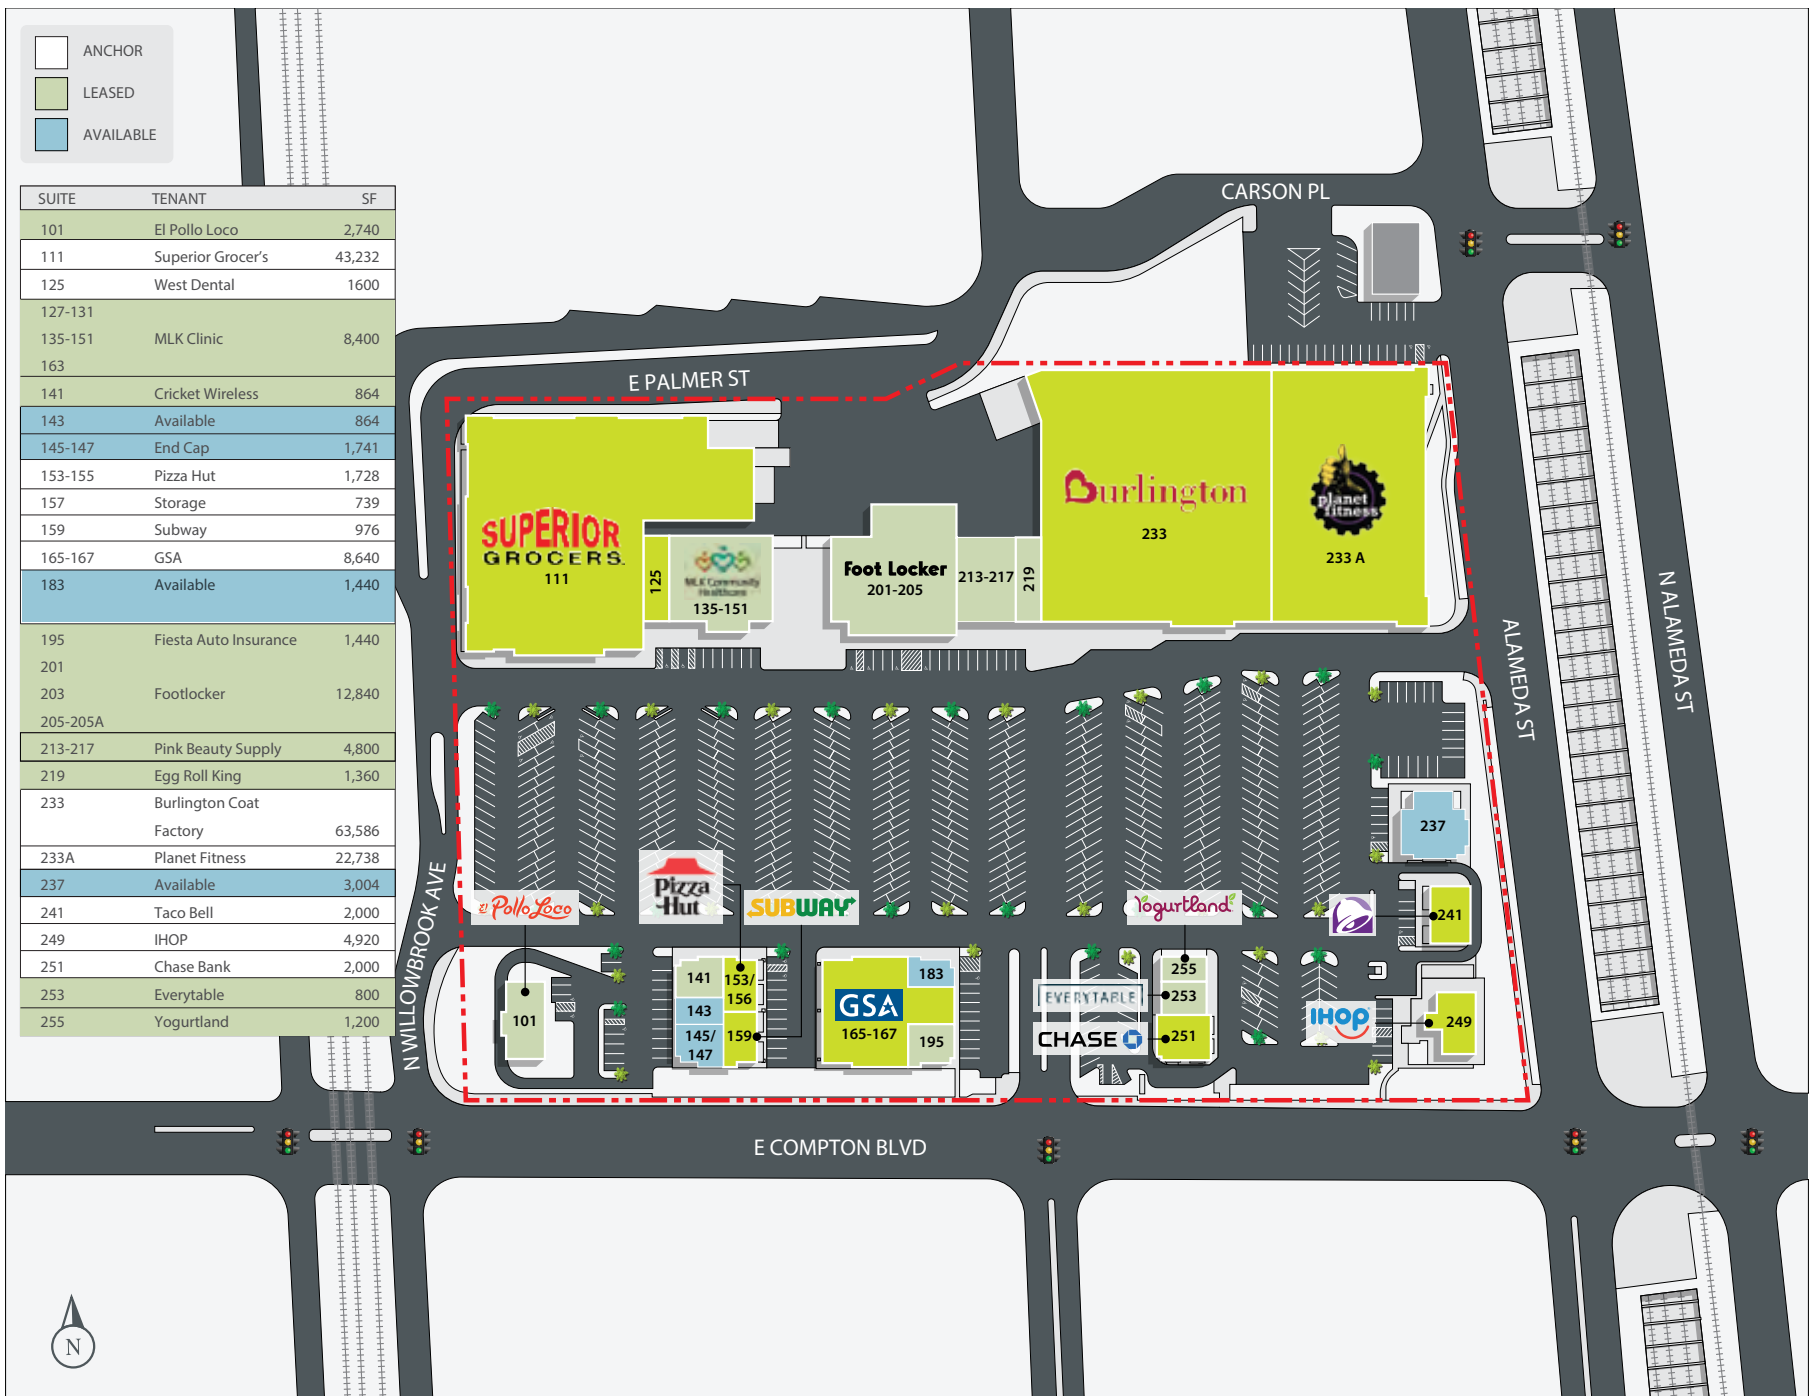 ANCHOR
LEASED
AVAILABLE
SUITE TENANT SF
101 El Pollo Loco 2,740
111 Superior Grocer's 43,232
125 West Dental 1600
127-131
135-151 MLK Clinic 8,400
163
141 Cricket Wireless 864
143 Available 864
145-147 End Cap 1,741
153-155 Pizza Hut 1,728
157 Storage 739
159 Subway 976
165-167 GSA 8,640
183 Available 1,440
195 Fiesta Auto Insurance 1,440
201
203 Footlocker 12,840
205-205A
213-217 Pink Beauty Supply 4,800
219 Egg Roll King 1,360
233 Burlington Coat
Factory 63,586
233A Planet Fitness 22,738
237 Available 3,004
241 Taco Bell 2,000
249 IHOP 4,920
251 Chase Bank 2,000
253 Everytable 800
255 Yogurtland 1,200
CARSON PL
E PALMER ST
N ALAMEDA ST
ALAMEDA ST
N WILLOWBROOK AVE
E COMPTON BLVD
SUPERIOR
GROCERS.
111
125
MLK Community
Healthcare
135-151
Foot Locker
201-205
213-217
219
Burlington
233
planet
fitness
233 A
237
El Pollo Loco
101
Pizza
Hut
SUBWAY
141
153/
156
143
145/
147
159
GSA
165-167
183
195
Yogurtland
255
EVERYTABLE
253
CHASE
251
241
IHOP
249
N